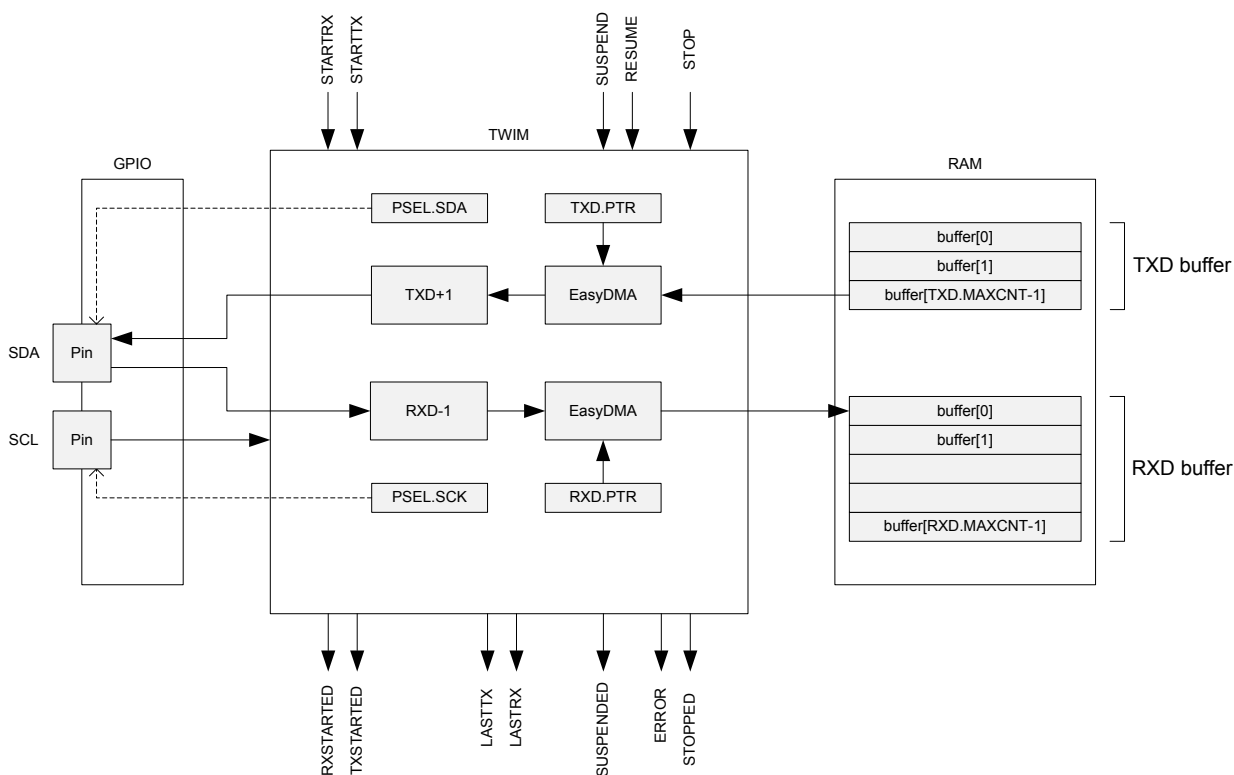 STARTRX
STARTTX
SUSPEND
RESUME
STOP
TWIM
GPIO
RAM
PSEL.SDA
TXD.PTR
buffer[0]
buffer[1]
buffer[TXD.MAXCNT-1]
TXD buffer
TXD+1
EasyDMA
SDA
Pin
RXD-1
EasyDMA
buffer[0]
buffer[1]
buffer[RXD.MAXCNT-1]
RXD buffer
SCL
Pin
PSEL.SCK
RXD.PTR
RXSTARTED
TXSTARTED
LASTTX
LASTRX
SUSPENDED
ERROR
STOPPED